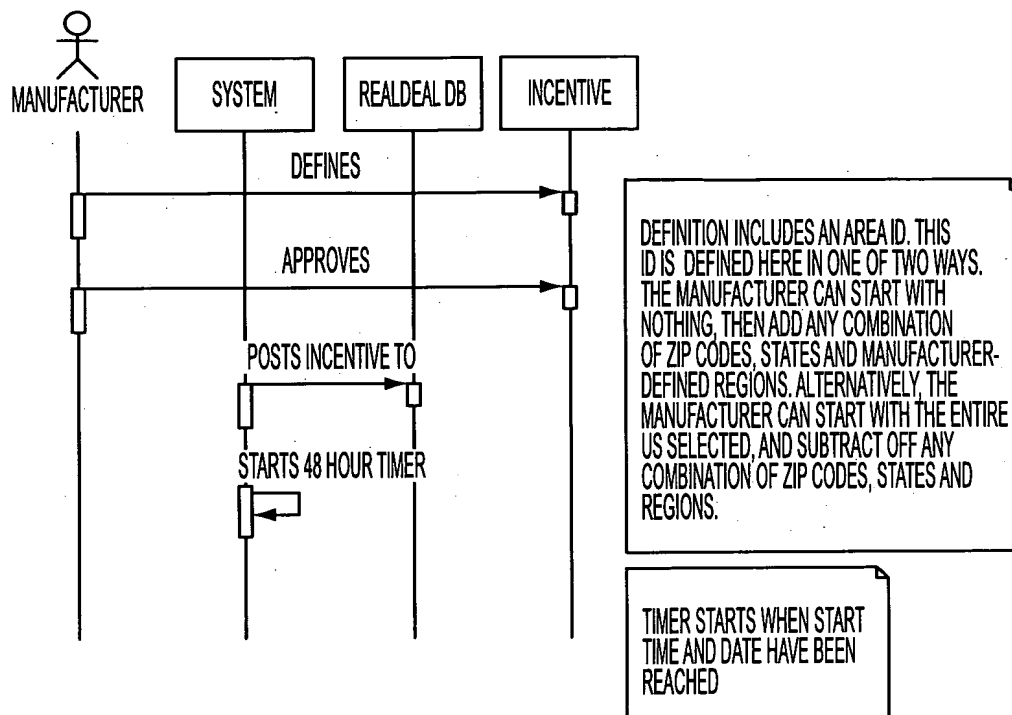 MANUFACTURER
SYSTEM
REALDEAL DB
INCENTIVE
DEFINES
APPROVES
POSTS INCENTIVE TO
STARTS 48 HOUR TIMER
DEFINITION INCLUDES AN AREA ID. THIS
ID IS DEFINED HERE IN ONE OF TWO WAYS.
THE MANUFACTURER CAN START WITH
NOTHING, THEN ADD ANY COMBINATION
OF ZIP CODES, STATES AND MANUFACTURER-
DEFINED REGIONS. ALTERNATIVELY, THE
MANUFACTURER CAN START WITH THE ENTIRE
US SELECTED, AND SUBTRACT OFF ANY
COMBINATION OF ZIP CODES, STATES AND
REGIONS.
TIMER STARTS WHEN START
TIME AND DATE HAVE BEEN
REACHED